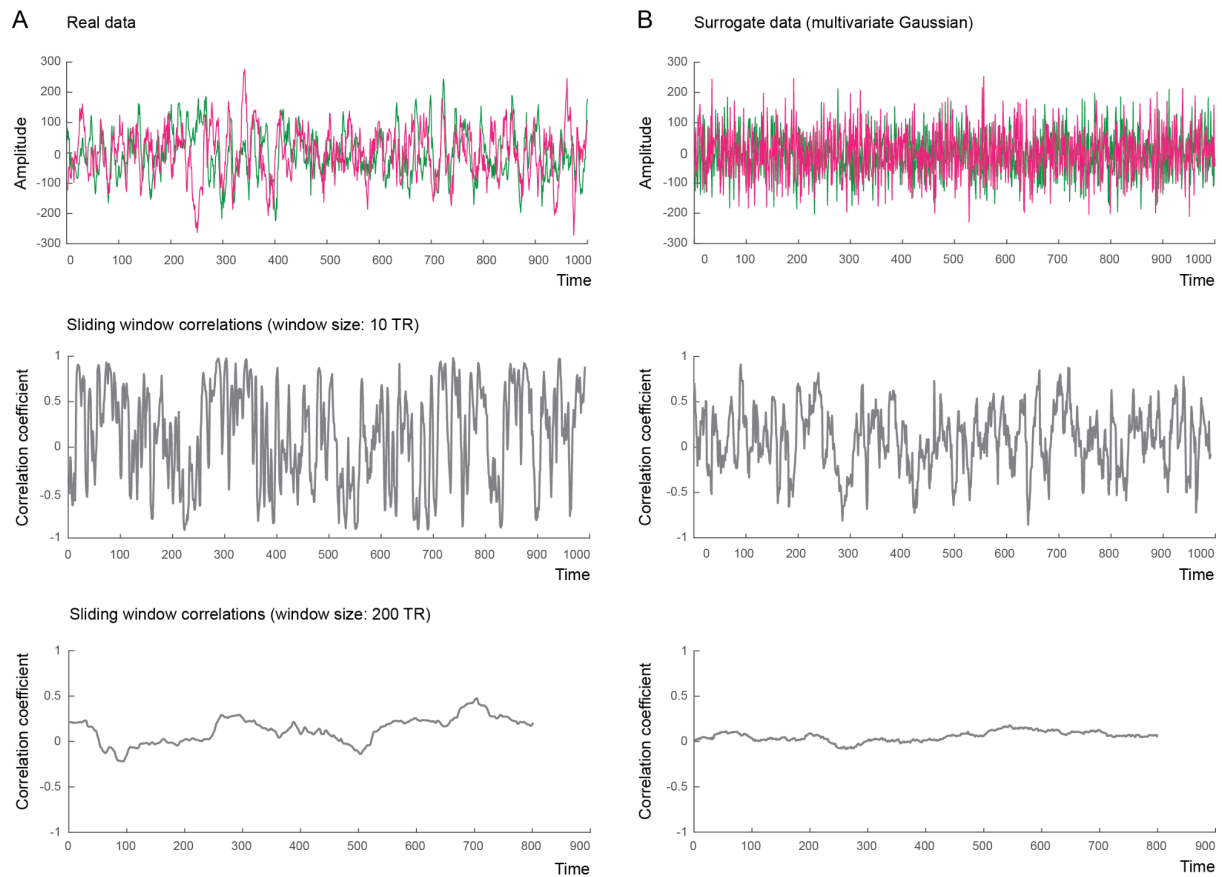 A
Real data
300
200
100
0
-100
-200
-300
Amplitude
0 100 200 300 400 500 600 700 800 900 1000
Time
Sliding window correlations (window size: 10 TR)
1
0.5
0
-0.5
-1
Correlation coefficient
0 100 200 300 400 500 600 700 800 900 1000
Time
Sliding window correlations (window size: 200 TR)
1
0.5
0
-0.5
-1
Correlation coefficient
0 100 200 300 400 500 600 700 800 900
Time
B
Surrogate data (multivariate Gaussian)
300
200
100
0
-100
-200
-300
Amplitude
0 100 200 300 400 500 600 700 800 900 1000
Time
1
0.5
0
-0.5
-1
Correlation coefficient
0 100 200 300 400 500 600 700 800 900 1000
Time
1
0.5
0
-0.5
-1
Correlation coefficient
0 100 200 300 400 500 600 700 800 900
Time